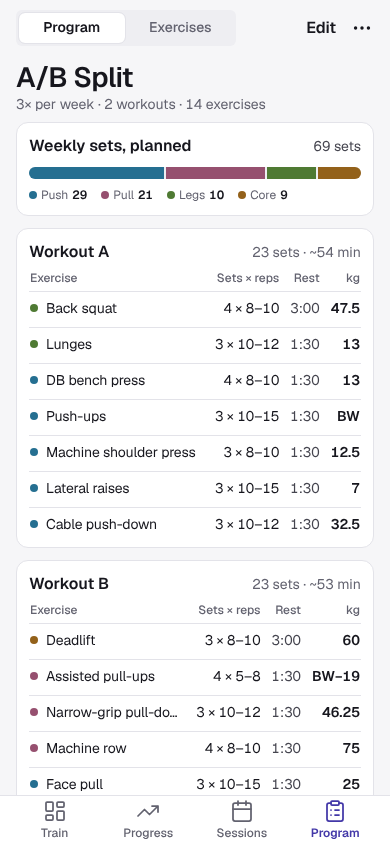 Program Exercises Edit
A/B Split
3× per week · 2 workouts · 14 exercises
Weekly sets, planned 69 sets
Push 29 Pull 21 Legs 10 Core 9
Workout A 23 sets · ~54 min
Exercise Sets × reps Rest kg
Back squat 4 × 8–10 3:00 47.5
Lunges 3 × 10–12 1:30 13
DB bench press 4 × 8–10 1:30 13
Push-ups 3 × 10–15 1:30 BW
Machine shoulder press 3 × 8–10 1:30 12.5
Lateral raises 3 × 10–15 1:30 7
Cable push-down 3 × 10–12 1:30 32.5
Workout B 23 sets · ~53 min
Exercise Sets × reps Rest kg
Deadlift 3 × 8–10 3:00 60
Assisted pull-ups 4 × 5–8 1:30 BW–19
Narrow-grip pull-do... 3 × 10–12 1:30 46.25
Machine row 4 × 8–10 1:30 75
Face pull 3 × 10–15 1:30 25
Train Progress Sessions Program